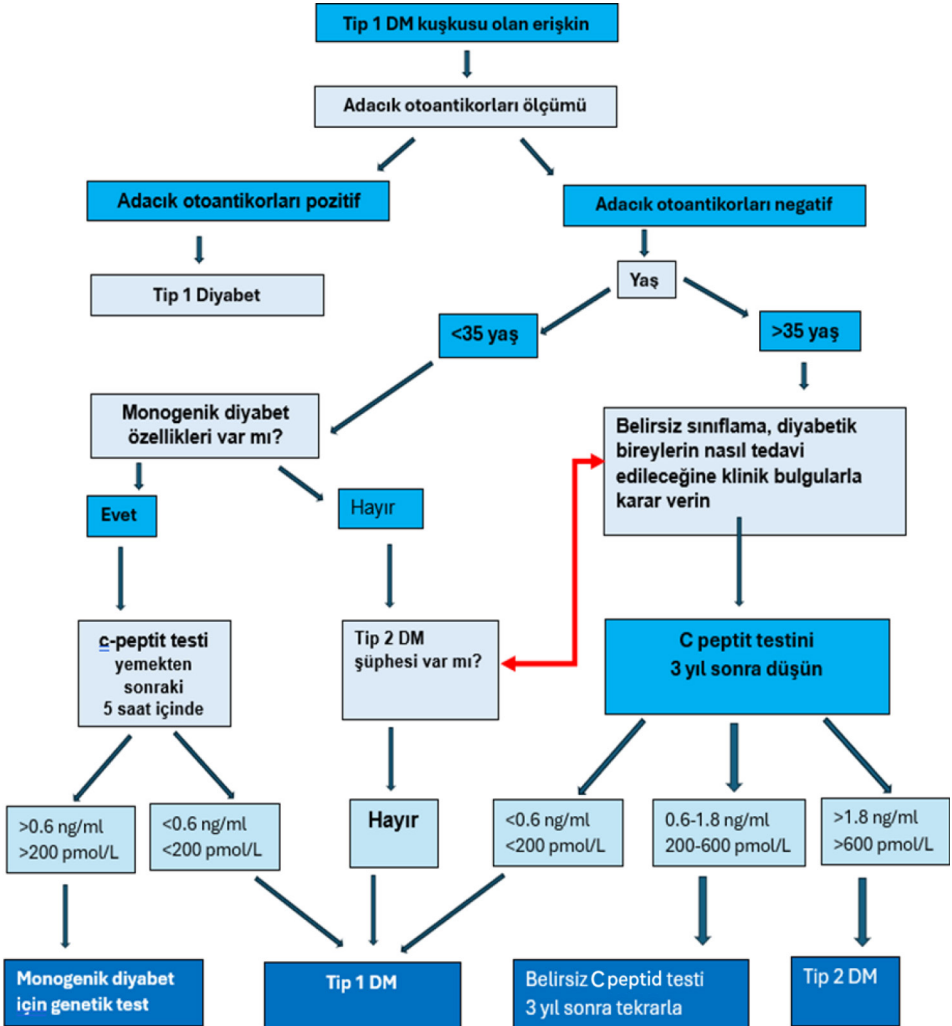 Tip 1 DM kuşkusu olan erişkin
Adacık otoantikorları ölçümü
Adacık otoantikorları pozitif
Adacık otoantikorları negatif
Tip 1 Diyabet
Yaş
<35 yaş
>35 yaş
Monogenik diyabet
özellikleri var mı?
Belirsiz sınıflama, diyabetik
bireylerin nasıl tedavi
edileceğine klinik bulgularla
karar verin
Evet
Hayır
c-peptit testi
yemekten
sonraki
5 saat içinde
Tip 2 DM
şüphesi var mı?
C peptit testini
3 yıl sonra düşün
>0.6 ng/ml
>200 pmol/L
<0.6 ng/ml
<200 pmol/L
Hayır
<0.6 ng/ml
<200 pmol/L
0.6-1.8 ng/ml
200-600 pmol/L
>1.8 ng/ml
>600 pmol/L
Monogenik diyabet
için genetik test
Tip 1 DM
Belirsiz C peptid testi
3 yıl sonra tekrarla
Tip 2 DM